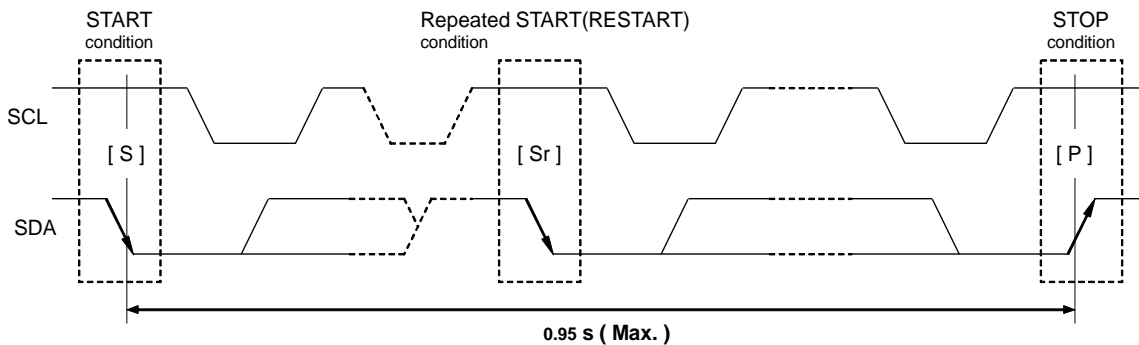 START
condition
Repeated START(RESTART)
condition
STOP
condition
SCL
[ S ]
[ Sr ]
[ P ]
SDA
0.95 s ( Max. )